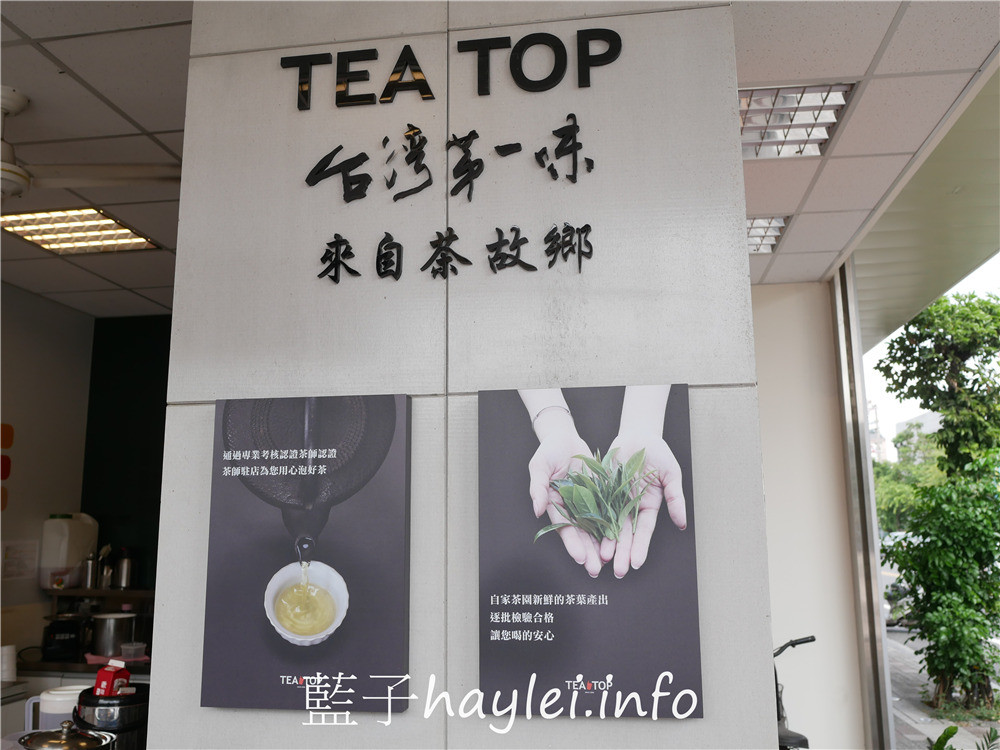 TEA TOP
台灣第一味
來自茶故鄉
通過專業考核認證茶師認證
茶師駐店為您用心泡好茶
TEA TOP
自家茶園新鮮的茶葉產出
逐批檢驗合格
讓您喝的安心
TEA TOP
藍子haylei.info